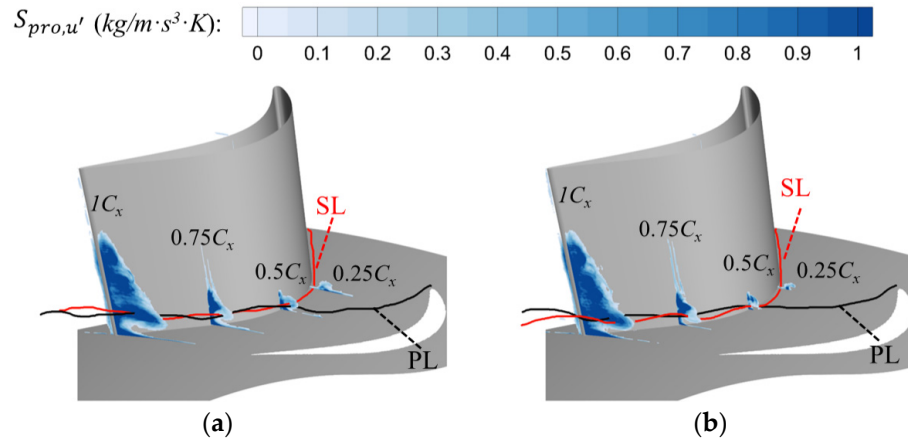 S_pro,u' (kg/m·s³·K):
0 0.1 0.2 0.3 0.4 0.5 0.6 0.7 0.8 0.9 1
1C_x
0.75C_x
SL
0.5C_x
0.25C_x
PL
(a)
1C_x
0.75C_x
SL
0.5C_x
0.25C_x
PL
(b)